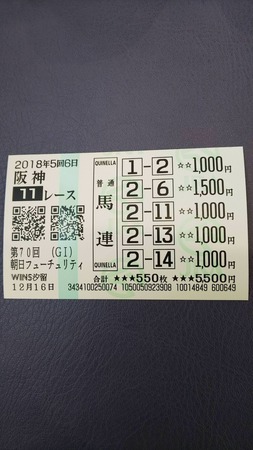 2018年5回6日
阪神
11レース
第70回 (GI)
朝日フューチュリティ
WINS汐留
12月16日
QUINELLA
普通
馬連
QUINELLA
1-2 ☆☆1,000円
2-6 ☆☆1,500円
2-11 ☆☆1,000円
2-13 ☆☆1,000円
2-14 ☆☆1,000円
合計 ★★★550枚 ★★★5,500円
3434100250074 1050050923908 10014849 600649